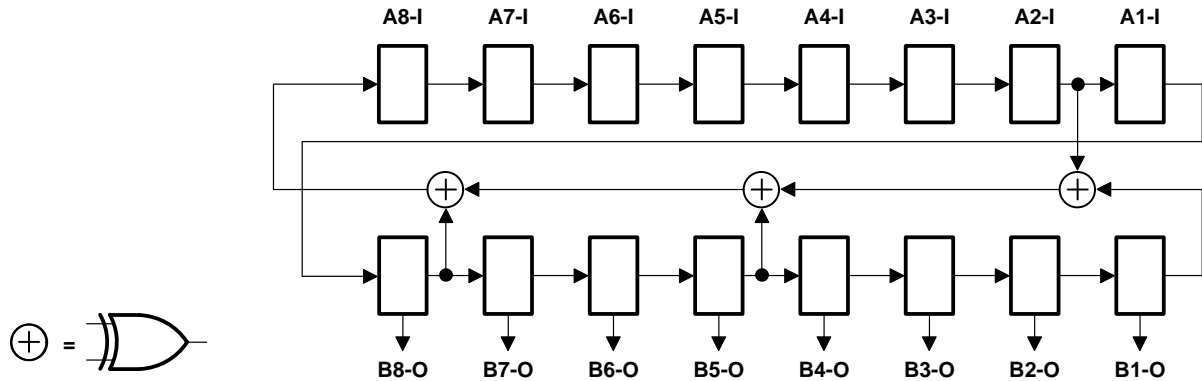 A8-I A7-I A6-I A5-I A4-I A3-I A2-I A1-I
=
B8-O B7-O B6-O B5-O B4-O B3-O B2-O B1-O